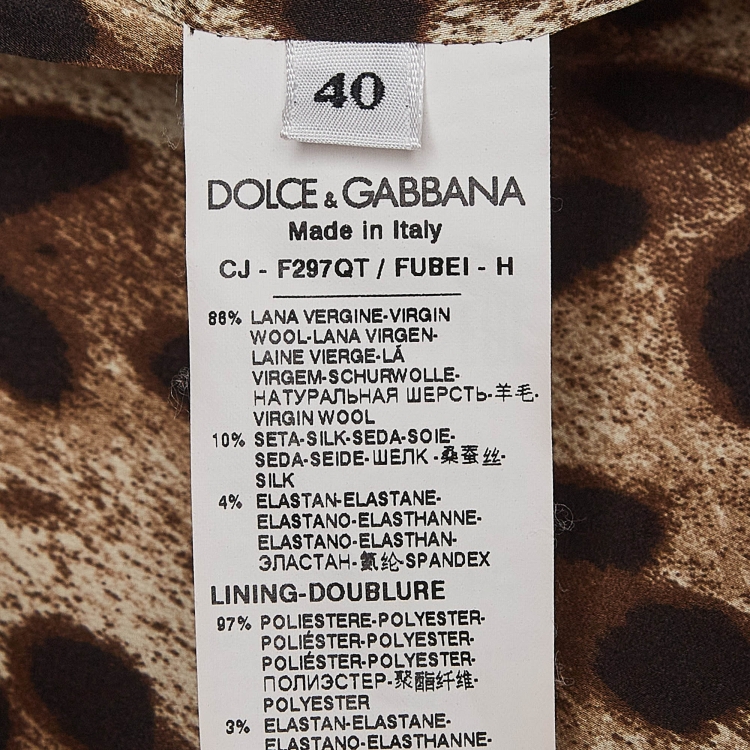 40
DOLCE & GABBANA
Made in Italy
CJ - F297QT / FUBEI - H
86% LANA VERGINE-VIRGIN
WOOL-LANA VIRGEN-
LAINE VIERGE-LÃ
VIRGEM-SCHURWOLLE-
НАТУРАЛЬНАЯ ШЕРСТЬ-羊毛-
VIRGIN WOOL
10% SETA-SILK-SEDA-SOIE-
SEDA-SEIDE-ШЕЛК-桑蚕丝-
SILK
4% ELASTAN-ELASTANE-
ELASTANO-ELASTHANNE-
ELASTANO-ELASTHAN-
ЭЛАСТАН-氨纶-SPANDEX
LINING-DOUBLURE
97% POLIESTERE-POLYESTER-
POLIÉSTER-POLYESTER-
POLIÉSTER-POLYESTER-
ПОЛИЭСТЕР-聚酯纤维-
POLYESTER
3% ELASTAN-ELASTANE-
ELASTANO-ELASTHANNE-